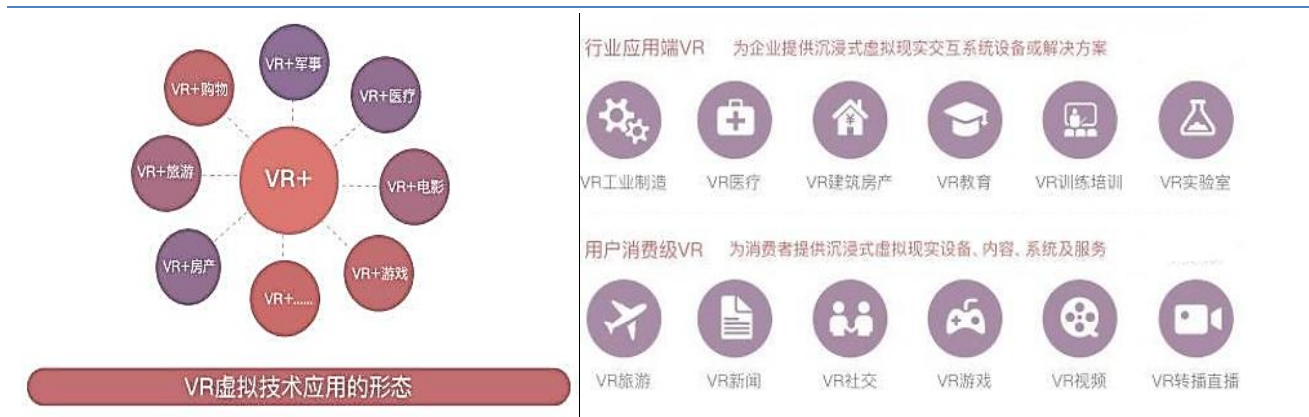 VR+军事
VR+购物
VR+医疗
VR+旅游
VR+
VR+电影
VR+房产
VR+游戏
VR+......
VR虚拟技术应用的形态
行业应用端VR 为企业提供沉浸式虚拟现实交互系统设备或解决方案
¥
VR工业制造 VR医疗 VR建筑房产 VR教育 VR训练培训 VR实验室
用户消费级VR 为消费者提供沉浸式虚拟现实设备、内容、系统及服务
VR旅游 VR新闻 VR社交 VR游戏 VR视频 VR转播直播